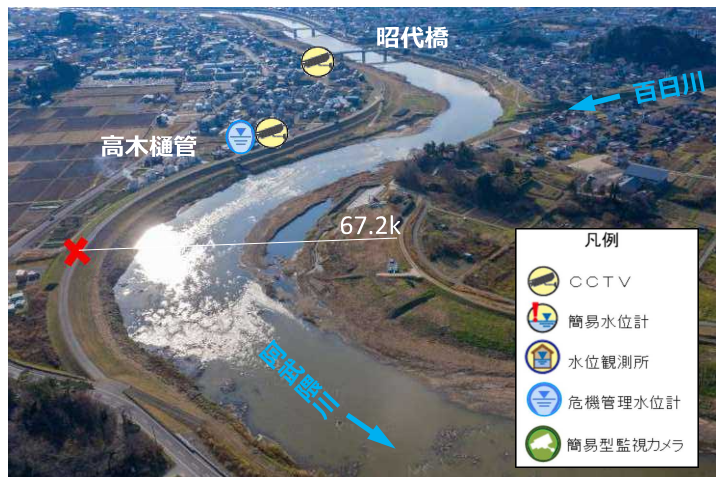 昭代橋
百日川
高木樋管
67.2k
阿武隈川
凡例
ＣＣＴＶ
簡易水位計
水位観測所
危機管理水位計
簡易型監視カメラ